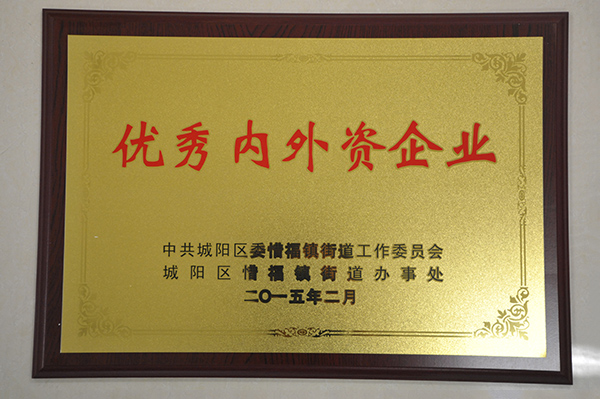 优秀内外资企业
中共城阳区委惜福镇街道工作委员会
城阳区惜福镇街道办事处
二〇一五年二月